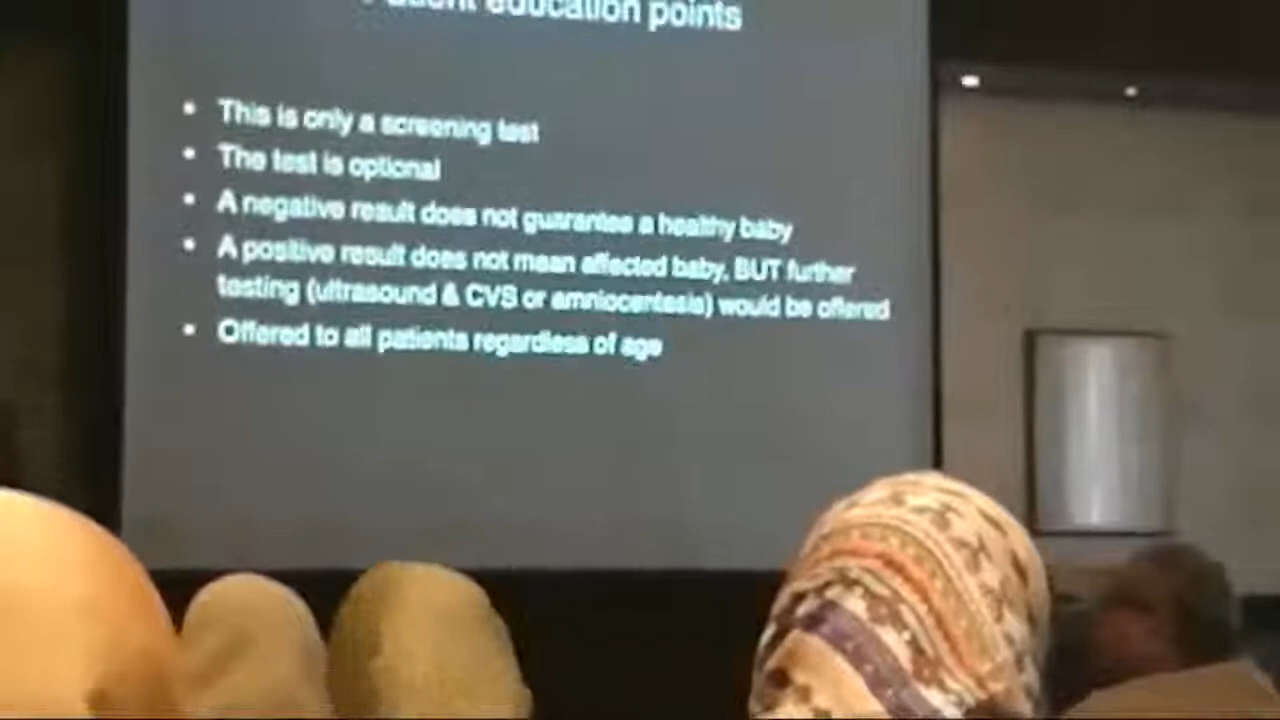 Patient education points
• This is only a screening test
• The test is optional
• A negative result does not guarantee a healthy baby
• A positive result does not mean affected baby, BUT further
testing (ultrasound & CVS or amniocentesis) would be offered
• Offered to all patients regardless of age